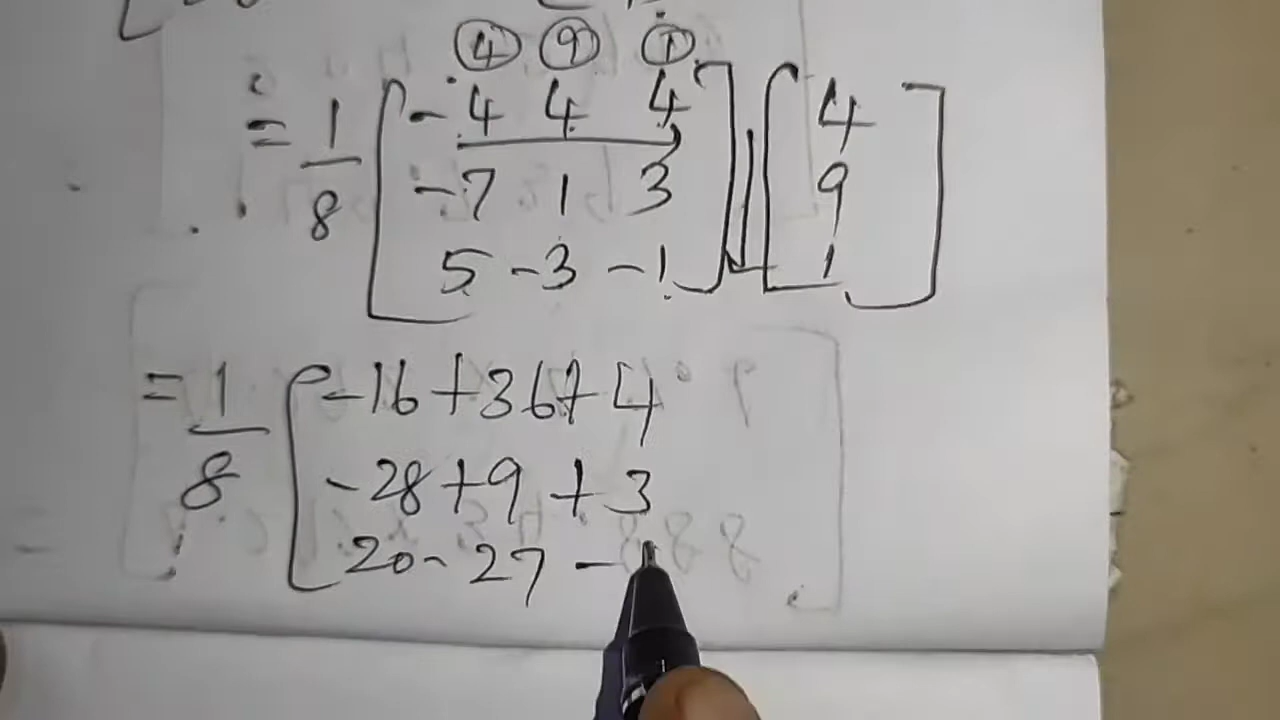 ④ ⑨ ①
= 1/8 [ -4 4 4 ] [ 4 ]
-7 1 3 9
5 -3 -1 1
= 1/8 [ -16+36+4
-28+9+3
20-27-